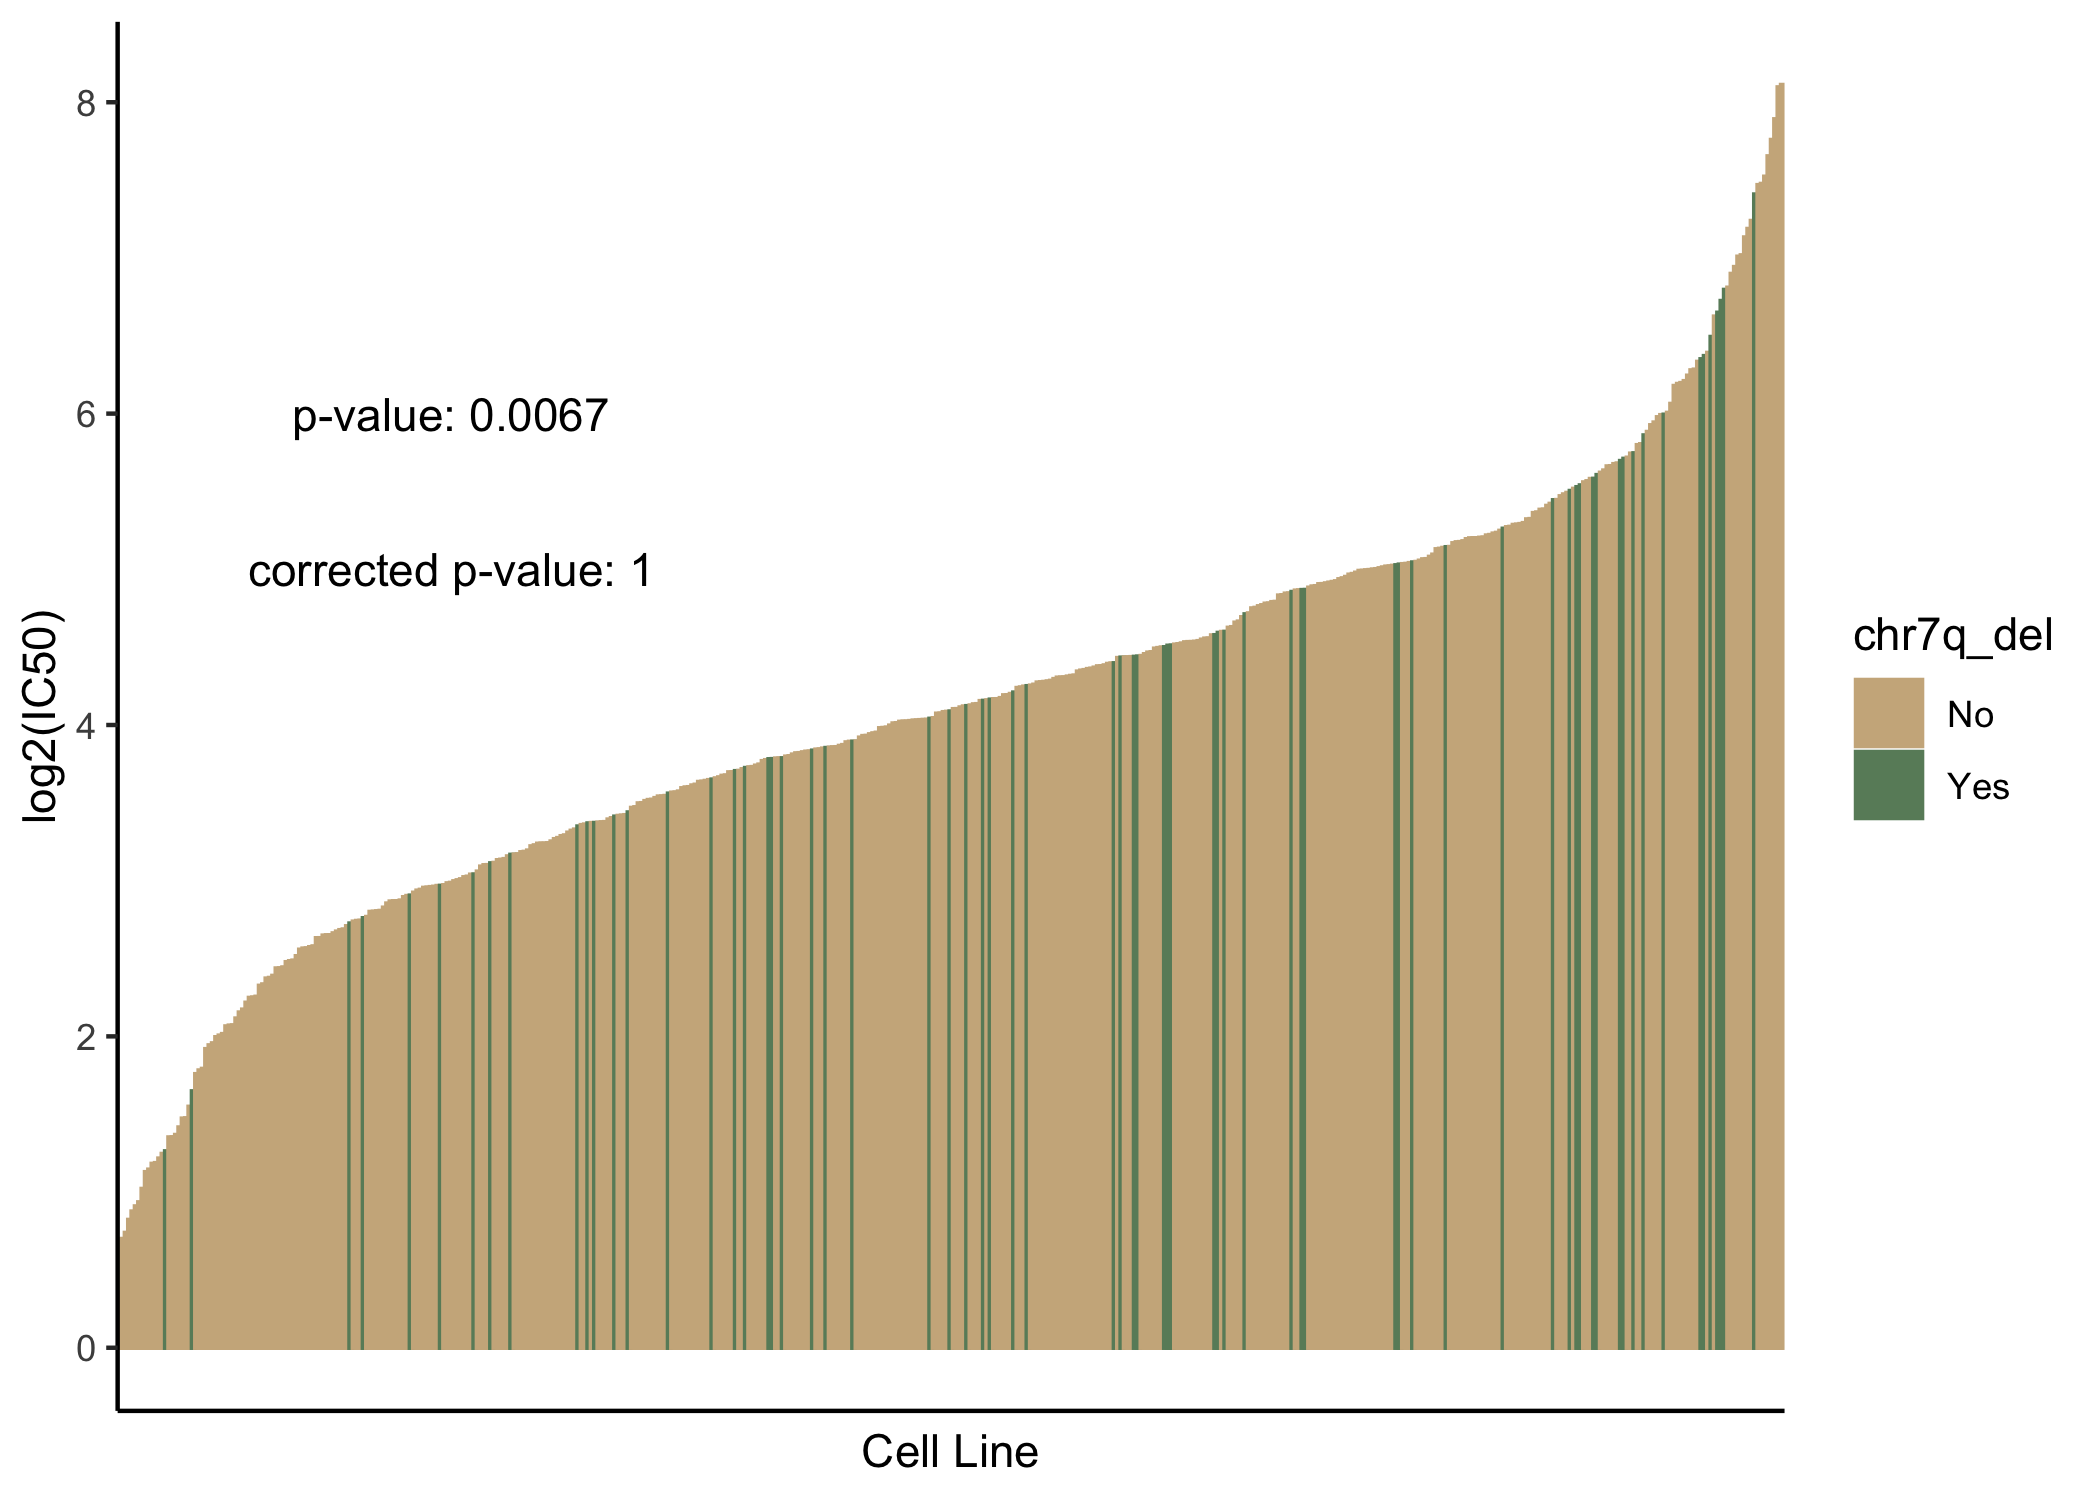 8
6
4
2
0
log2(IC50)
p-value: 0.0067
corrected p-value: 1
Cell Line
chr7q_del
No
Yes